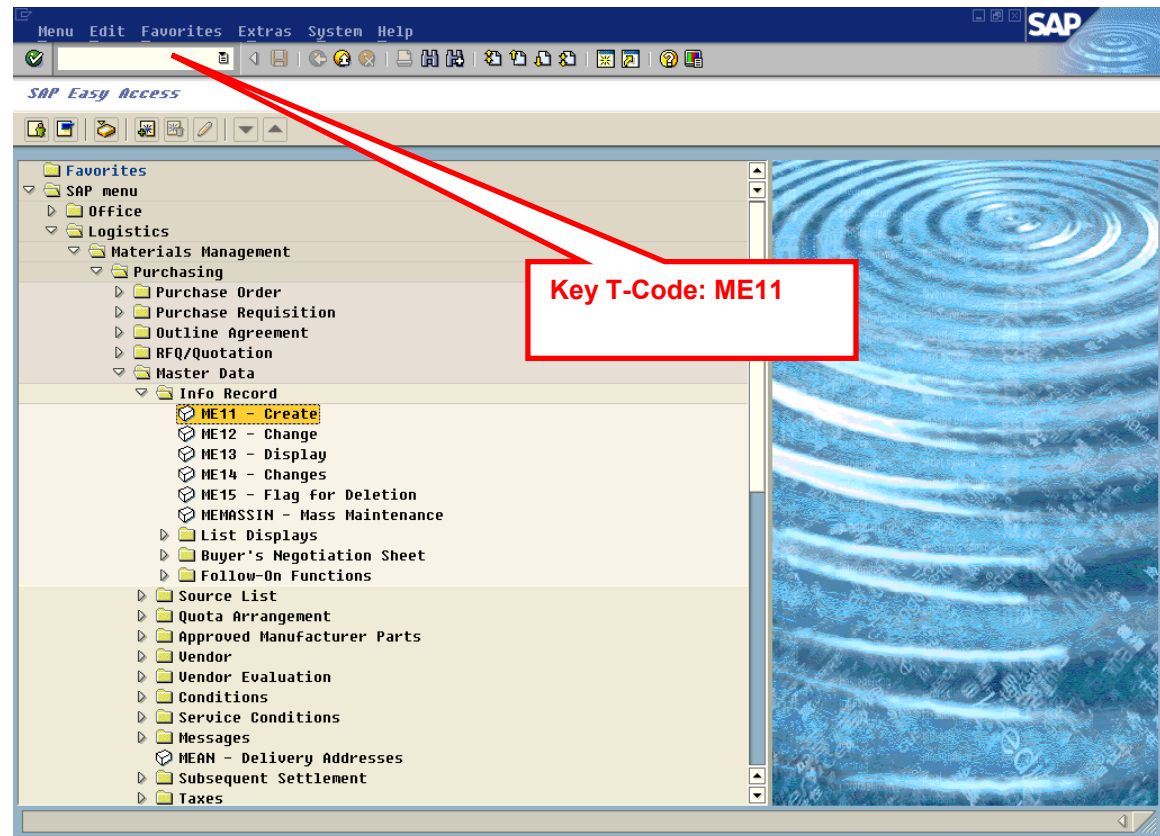 Menu Edit Favorites Extras System Help
SAP
SAP Easy Access
Favorites
SAP menu
Office
Logistics
Materials Management
Purchasing
Purchase Order
Purchase Requisition
Outline Agreement
RFQ/Quotation
Master Data
Info Record
ME11 - Create
ME12 - Change
ME13 - Display
ME14 - Changes
ME15 - Flag for Deletion
MEMASSIN - Mass Maintenance
List Displays
Buyer's Negotiation Sheet
Follow-On Functions
Source List
Quota Arrangement
Approved Manufacturer Parts
Vendor
Vendor Evaluation
Conditions
Service Conditions
Messages
MEAN - Delivery Addresses
Subsequent Settlement
Taxes
Key T-Code: ME11